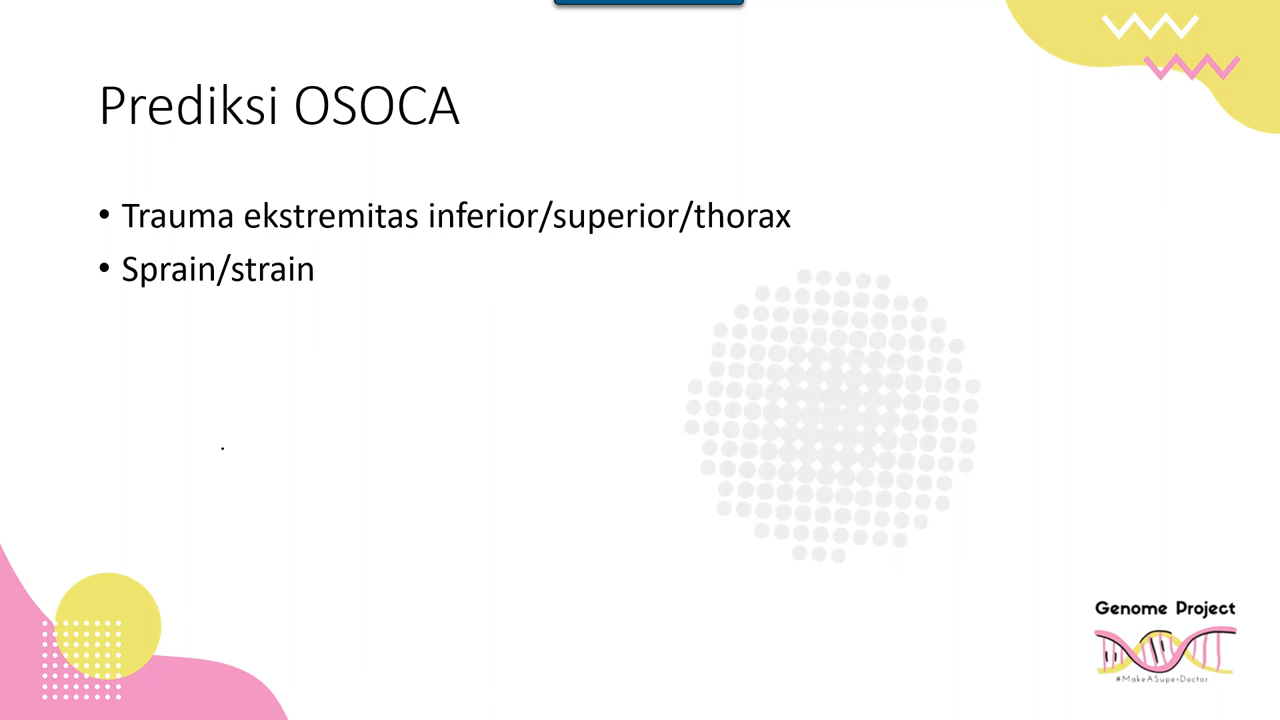 Prediksi OSOCA
• Trauma ekstremitas inferior/superior/thorax
• Sprain/strain
Genome Project
#MakeASuperDoctor